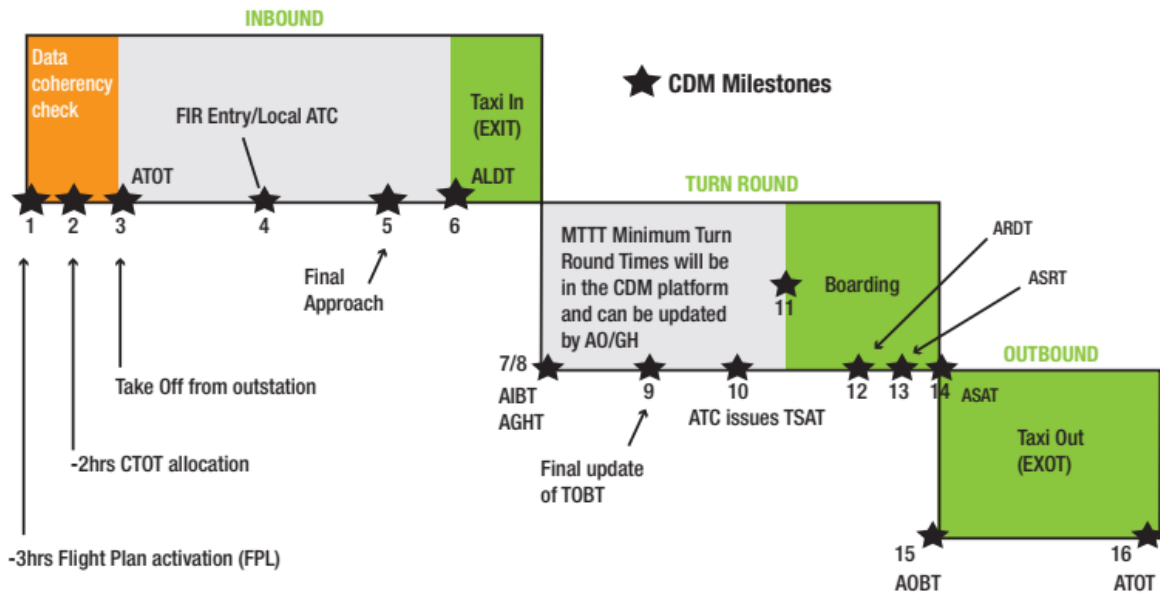 INBOUND
Data
coherency
check
CDM Milestones
Taxi In
(EXIT)
FIR Entry/Local ATC
ATOT
ALDT
1
2
3
4
5
6
TURN ROUND
Final
Approach
MTTT Minimum Turn
Round Times will be
in the CDM platform
and can be updated
by AO/GH
11
Boarding
ARDT
ASRT
OUTBOUND
7/8
AIBT
AGHT
9
10
12
13
14
ASAT
ATC issues TSAT
Take Off from outstation
-2hrs CTOT allocation
Final update
of TOBT
Taxi Out
(EXOT)
-3hrs Flight Plan activation (FPL)
15
AOBT
16
ATOT